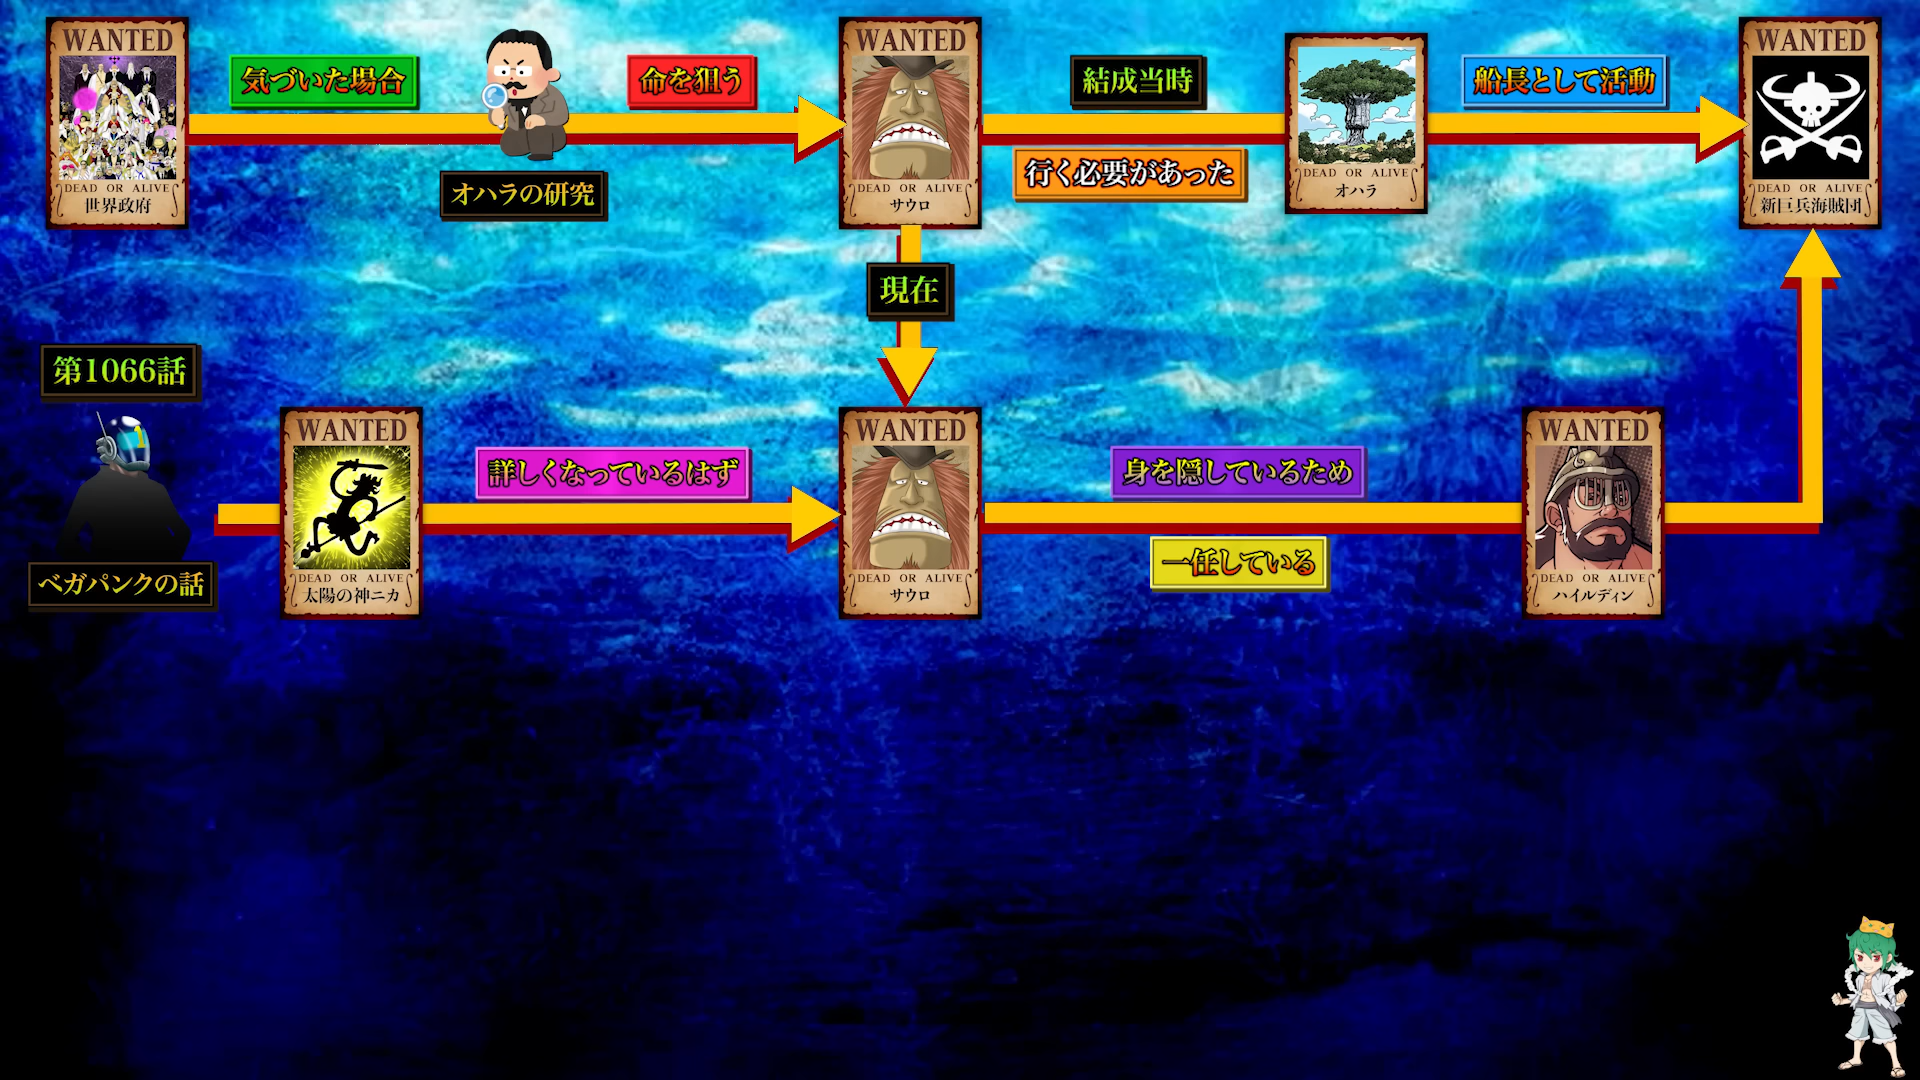 WANTED
DEAD OR ALIVE
世界政府
気づいた場合
オハラの研究
命を狙う
WANTED
DEAD OR ALIVE
サウロ
結成当時
行く必要があった
DEAD OR ALIVE
オハラ
船長として活動
WANTED
DEAD OR ALIVE
新巨兵海賊団
現在
第1066話
1
ベガパンクの話
WANTED
DEAD OR ALIVE
太陽の神ニカ
詳しくなっているはず
WANTED
DEAD OR ALIVE
サウロ
身を隠しているため
一任している
WANTED
DEAD OR ALIVE
ハイルディン